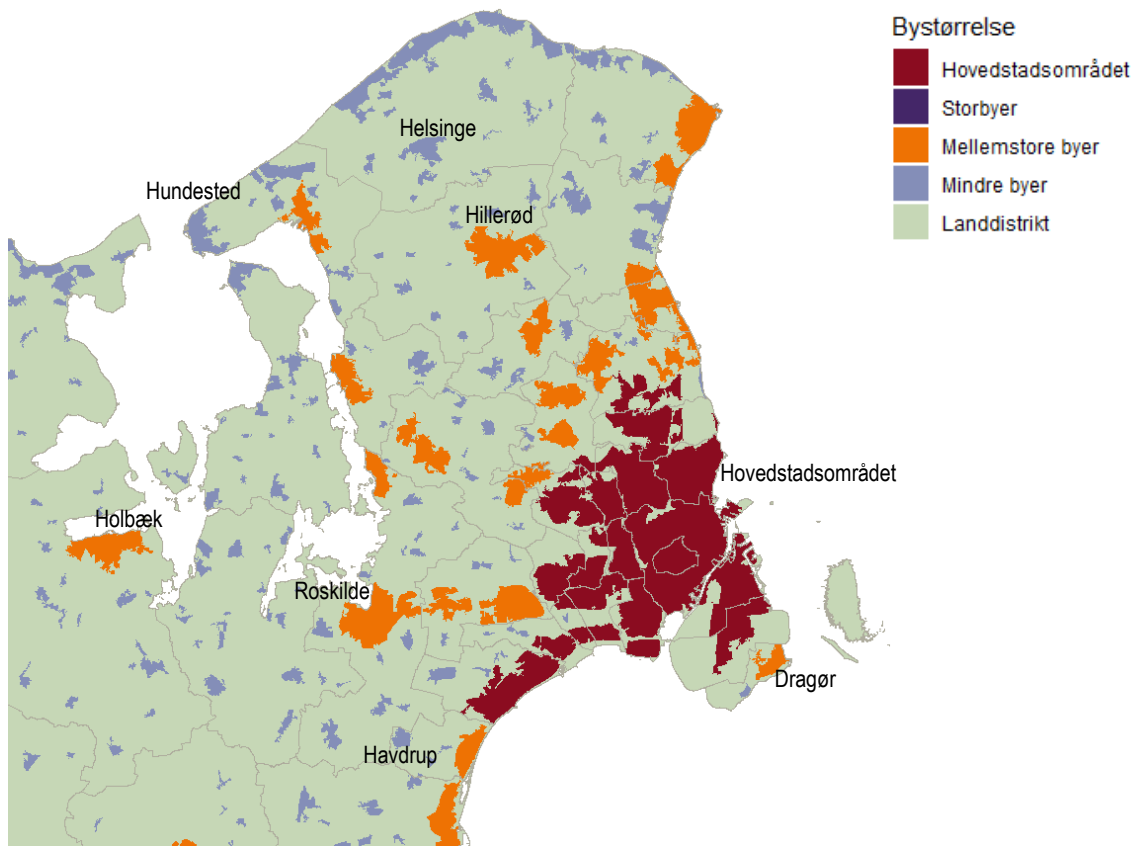 Bystørrelse
Hovedstadsområdet
Storbyer
Mellemstore byer
Mindre byer
Landdistrikt
Helsinge
Hundested
Hillerød
Hovedstadsområdet
Holbæk
Roskilde
Dragør
Havdrup